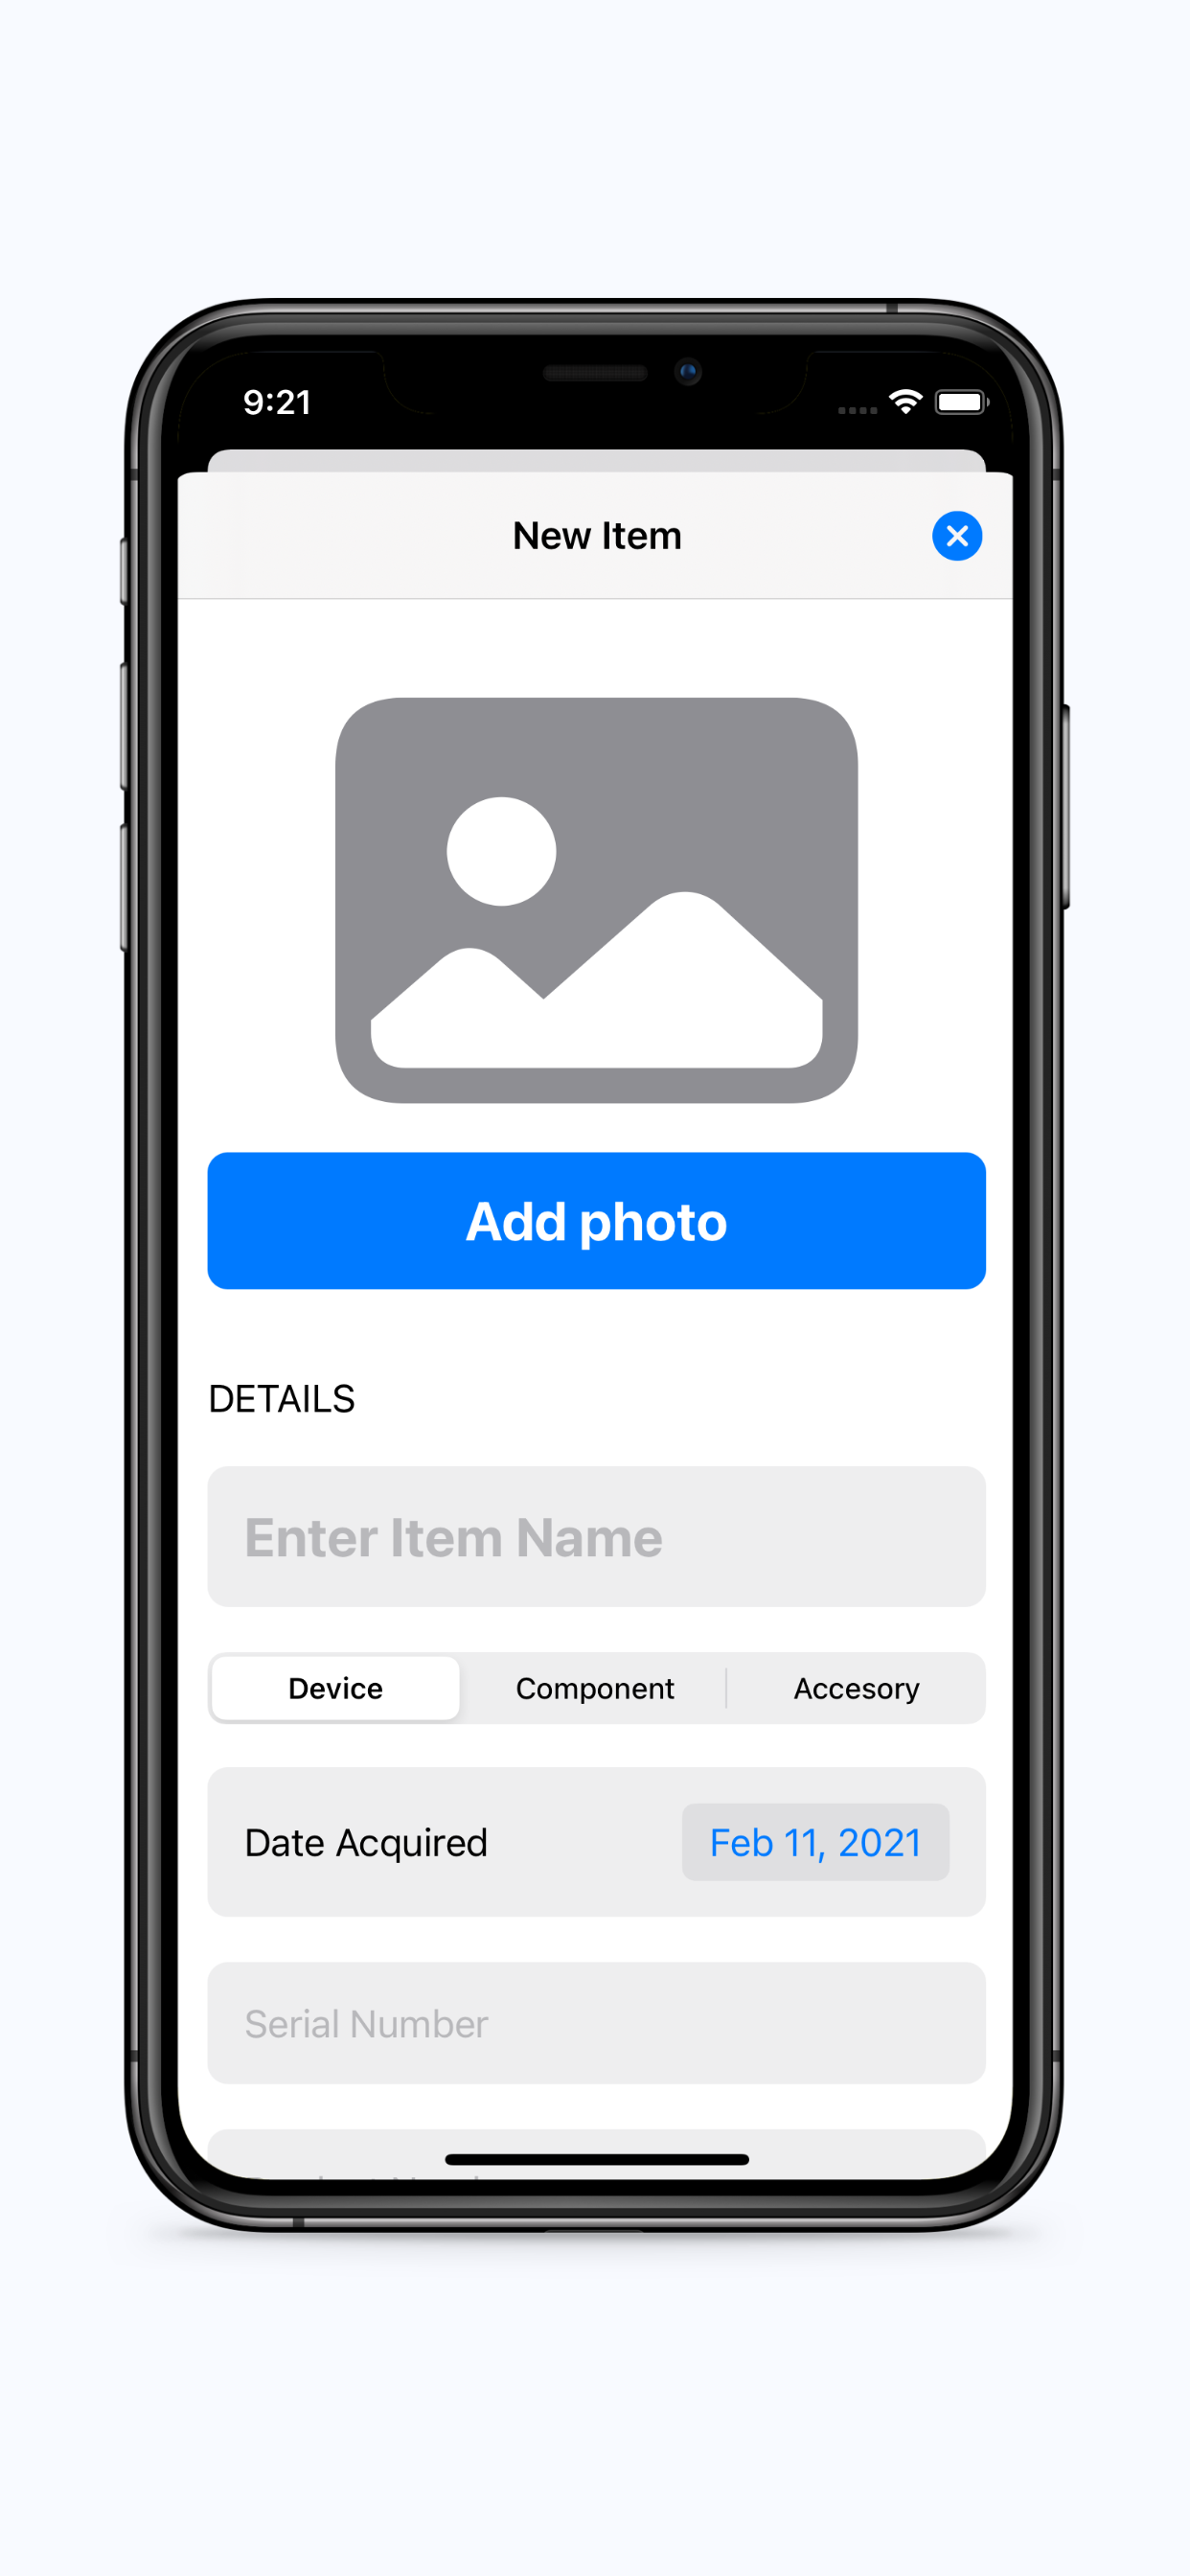 9:21
New Item
Add photo
DETAILS
Enter Item Name
Device
Component
Accesory
Date Acquired
Feb 11, 2021
Serial Number